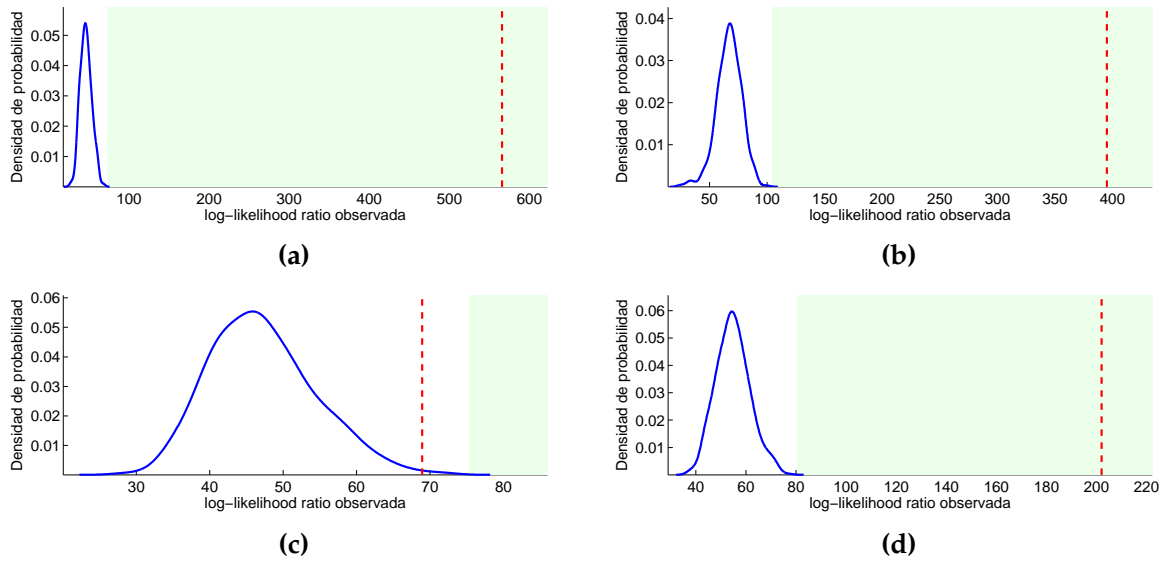 Densidad de probabilidad
0.05
0.04
0.03
0.02
0.01
100 200 300 400 500 600
log−likelihood ratio observada
(a)
Densidad de probabilidad
0.04
0.03
0.02
0.01
50 100 150 200 250 300 350 400
log−likelihood ratio observada
(b)
Densidad de probabilidad
0.06
0.05
0.04
0.03
0.02
0.01
30 40 50 60 70 80
log−likelihood ratio observada
(c)
Densidad de probabilidad
0.06
0.05
0.04
0.03
0.02
0.01
40 60 80 100 120 140 160 180 200 220
log−likelihood ratio observada
(d)